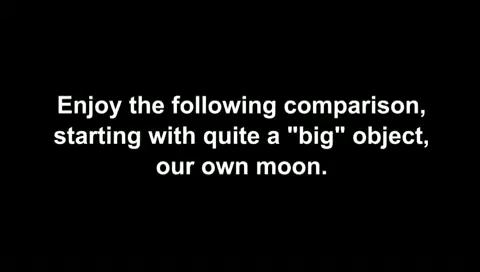 Enjoy the following comparison,
starting with quite a "big" object,
our own moon.